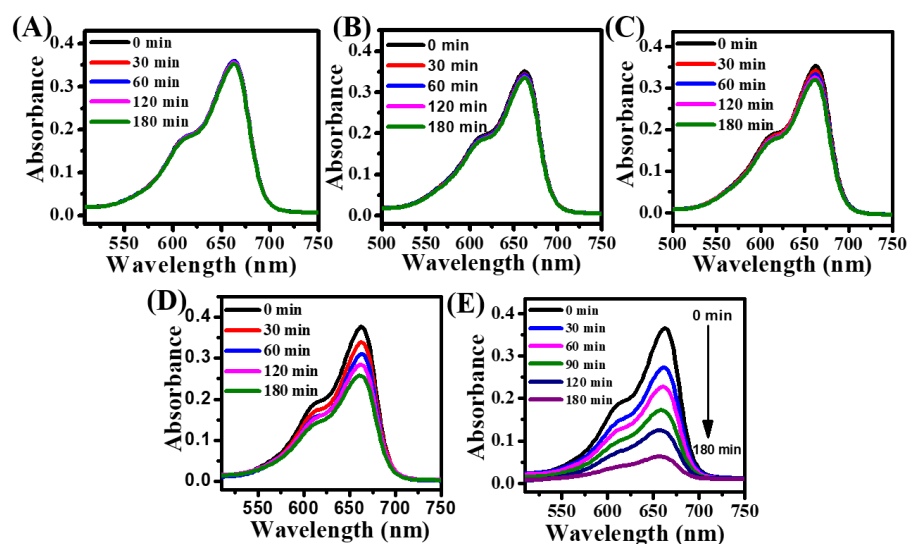 (A)
0 min
30 min
60 min
120 min
180 min
0.4
0.3
0.2
0.1
0.0
Absorbance
550 600 650 700 750
Wavelength (nm)
(B)
0 min
30 min
60 min
120 min
180 min
0.4
0.3
0.2
0.1
0.0
Absorbance
500 550 600 650 700 750
Wavelength (nm)
(C)
0 min
30 min
60 min
120 min
180 min
0.4
0.3
0.2
0.1
0.0
Absorbance
500 550 600 650 700 750
Wavelength (nm)
(D)
0 min
30 min
60 min
120 min
180 min
0.4
0.3
0.2
0.1
0.0
Absorbance
550 600 650 700 750
Wavelength (nm)
(E)
0 min
30 min
60 min
90 min
120 min
180 min
0 min
180 min
0.4
0.3
0.2
0.1
0.0
Absorbance
550 600 650 700 750
Wavelength (nm)